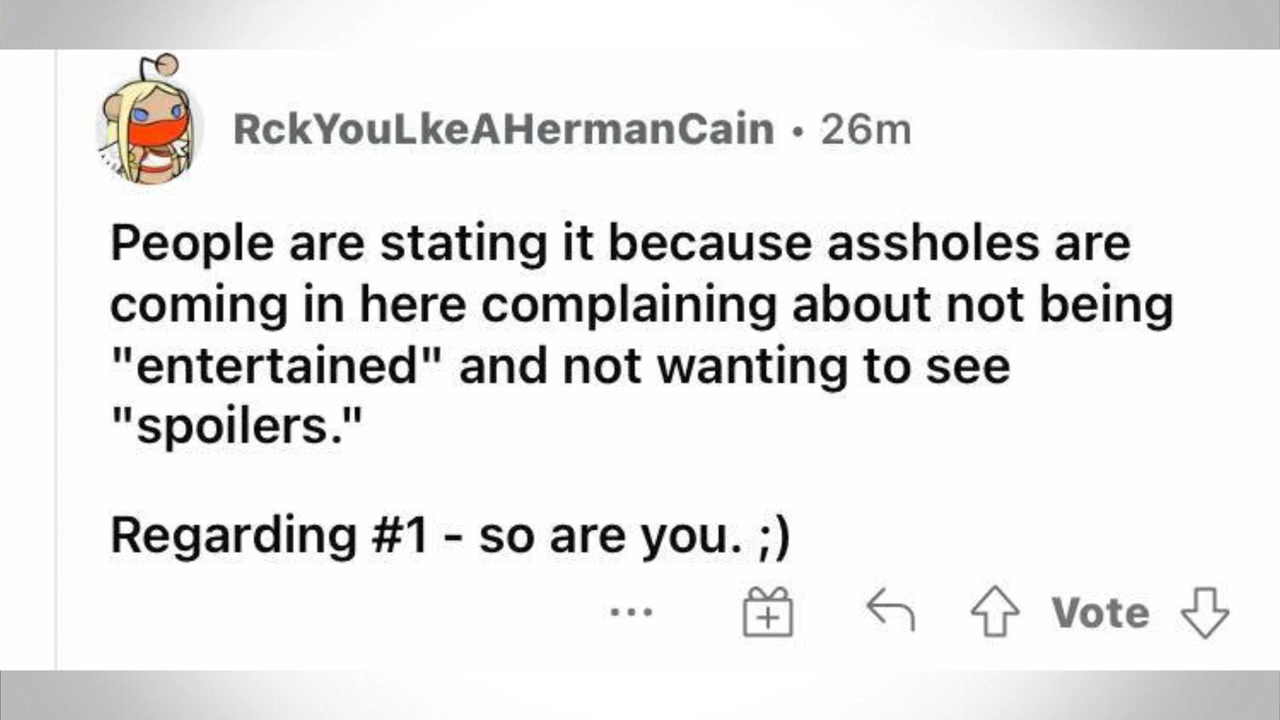 RckYouLkeAHermanCain • 26m
People are stating it because assholes are
coming in here complaining about not being
"entertained" and not wanting to see
"spoilers."
Regarding #1 - so are you. ;)
Vote